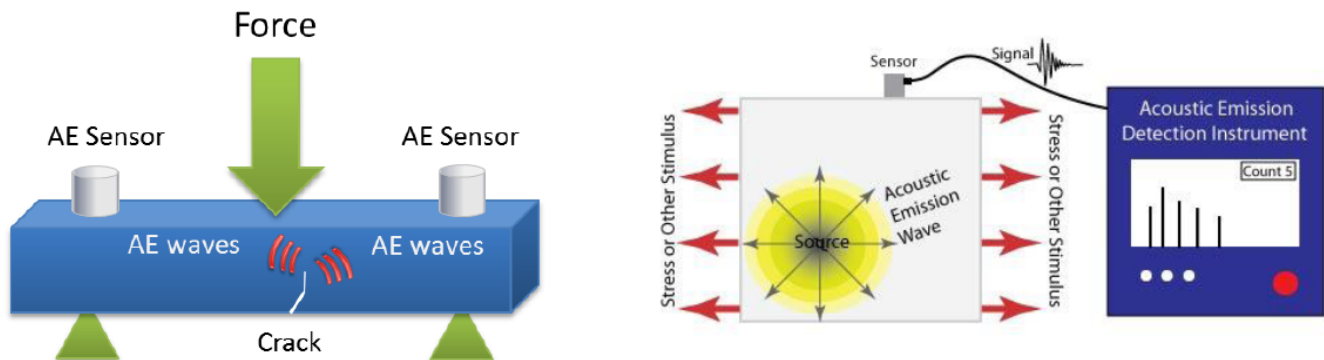 Force
AE Sensor
AE Sensor
AE waves
AE waves
Crack
Sensor
Signal
Stress or Other Stimulus
Source
Acoustic
Emission
Wave
Stress or Other Stimulus
Acoustic Emission
Detection Instrument
Count 5